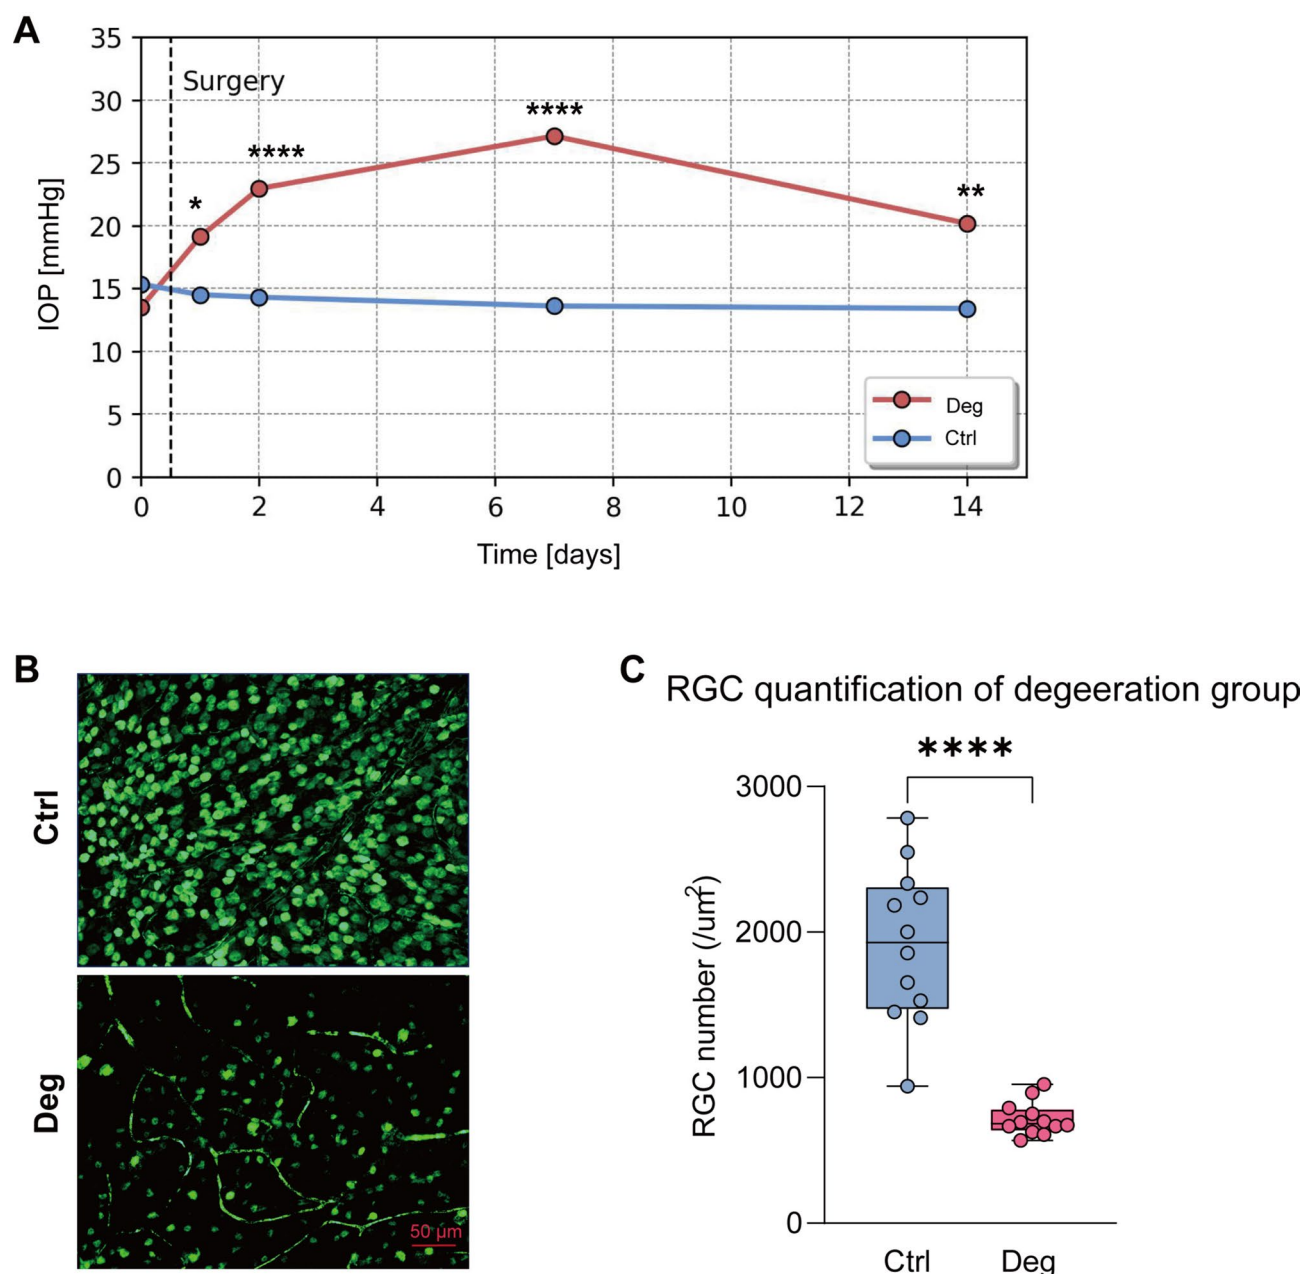 A
35
30
25
20
15
10
5
0
IOP [mmHg]
Surgery
*
****
****
**
Deg
Ctrl
0 2 4 6 8 10 12 14
Time [days]
B
Ctrl
Deg
50 µm
C
RGC quantification of degeeration group
****
3000
2000
1000
0
RGC number (/um²)
Ctrl Deg